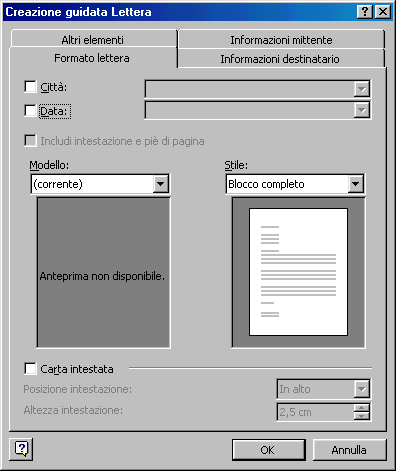 Creazione guidata Lettera
Altri elementi
Informazioni mittente
Formato lettera
Informazioni destinatario
Città:
Data:
Includi intestazione e piè di pagina
Modello:
Stile:
(corrente)
Blocco completo
Anteprima non disponibile.
Carta intestata
Posizione intestazione:
In alto
Altezza intestazione:
2,5 cm
OK
Annulla